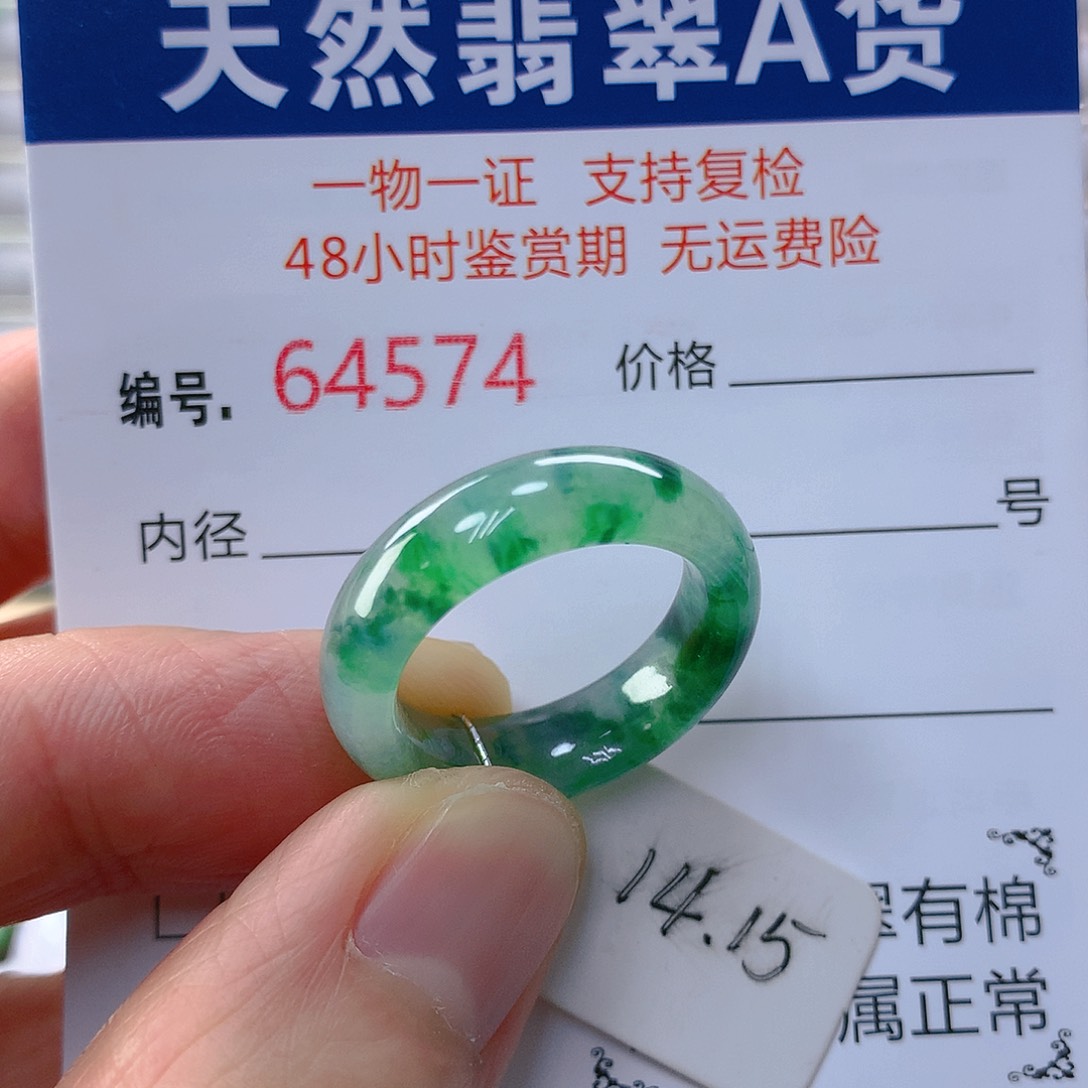 天然翡翠A货
一物一证 支持复检
48小时鉴赏期 无运费险
编号. 64574 价格
内径 号
14.15
有棉
属正常